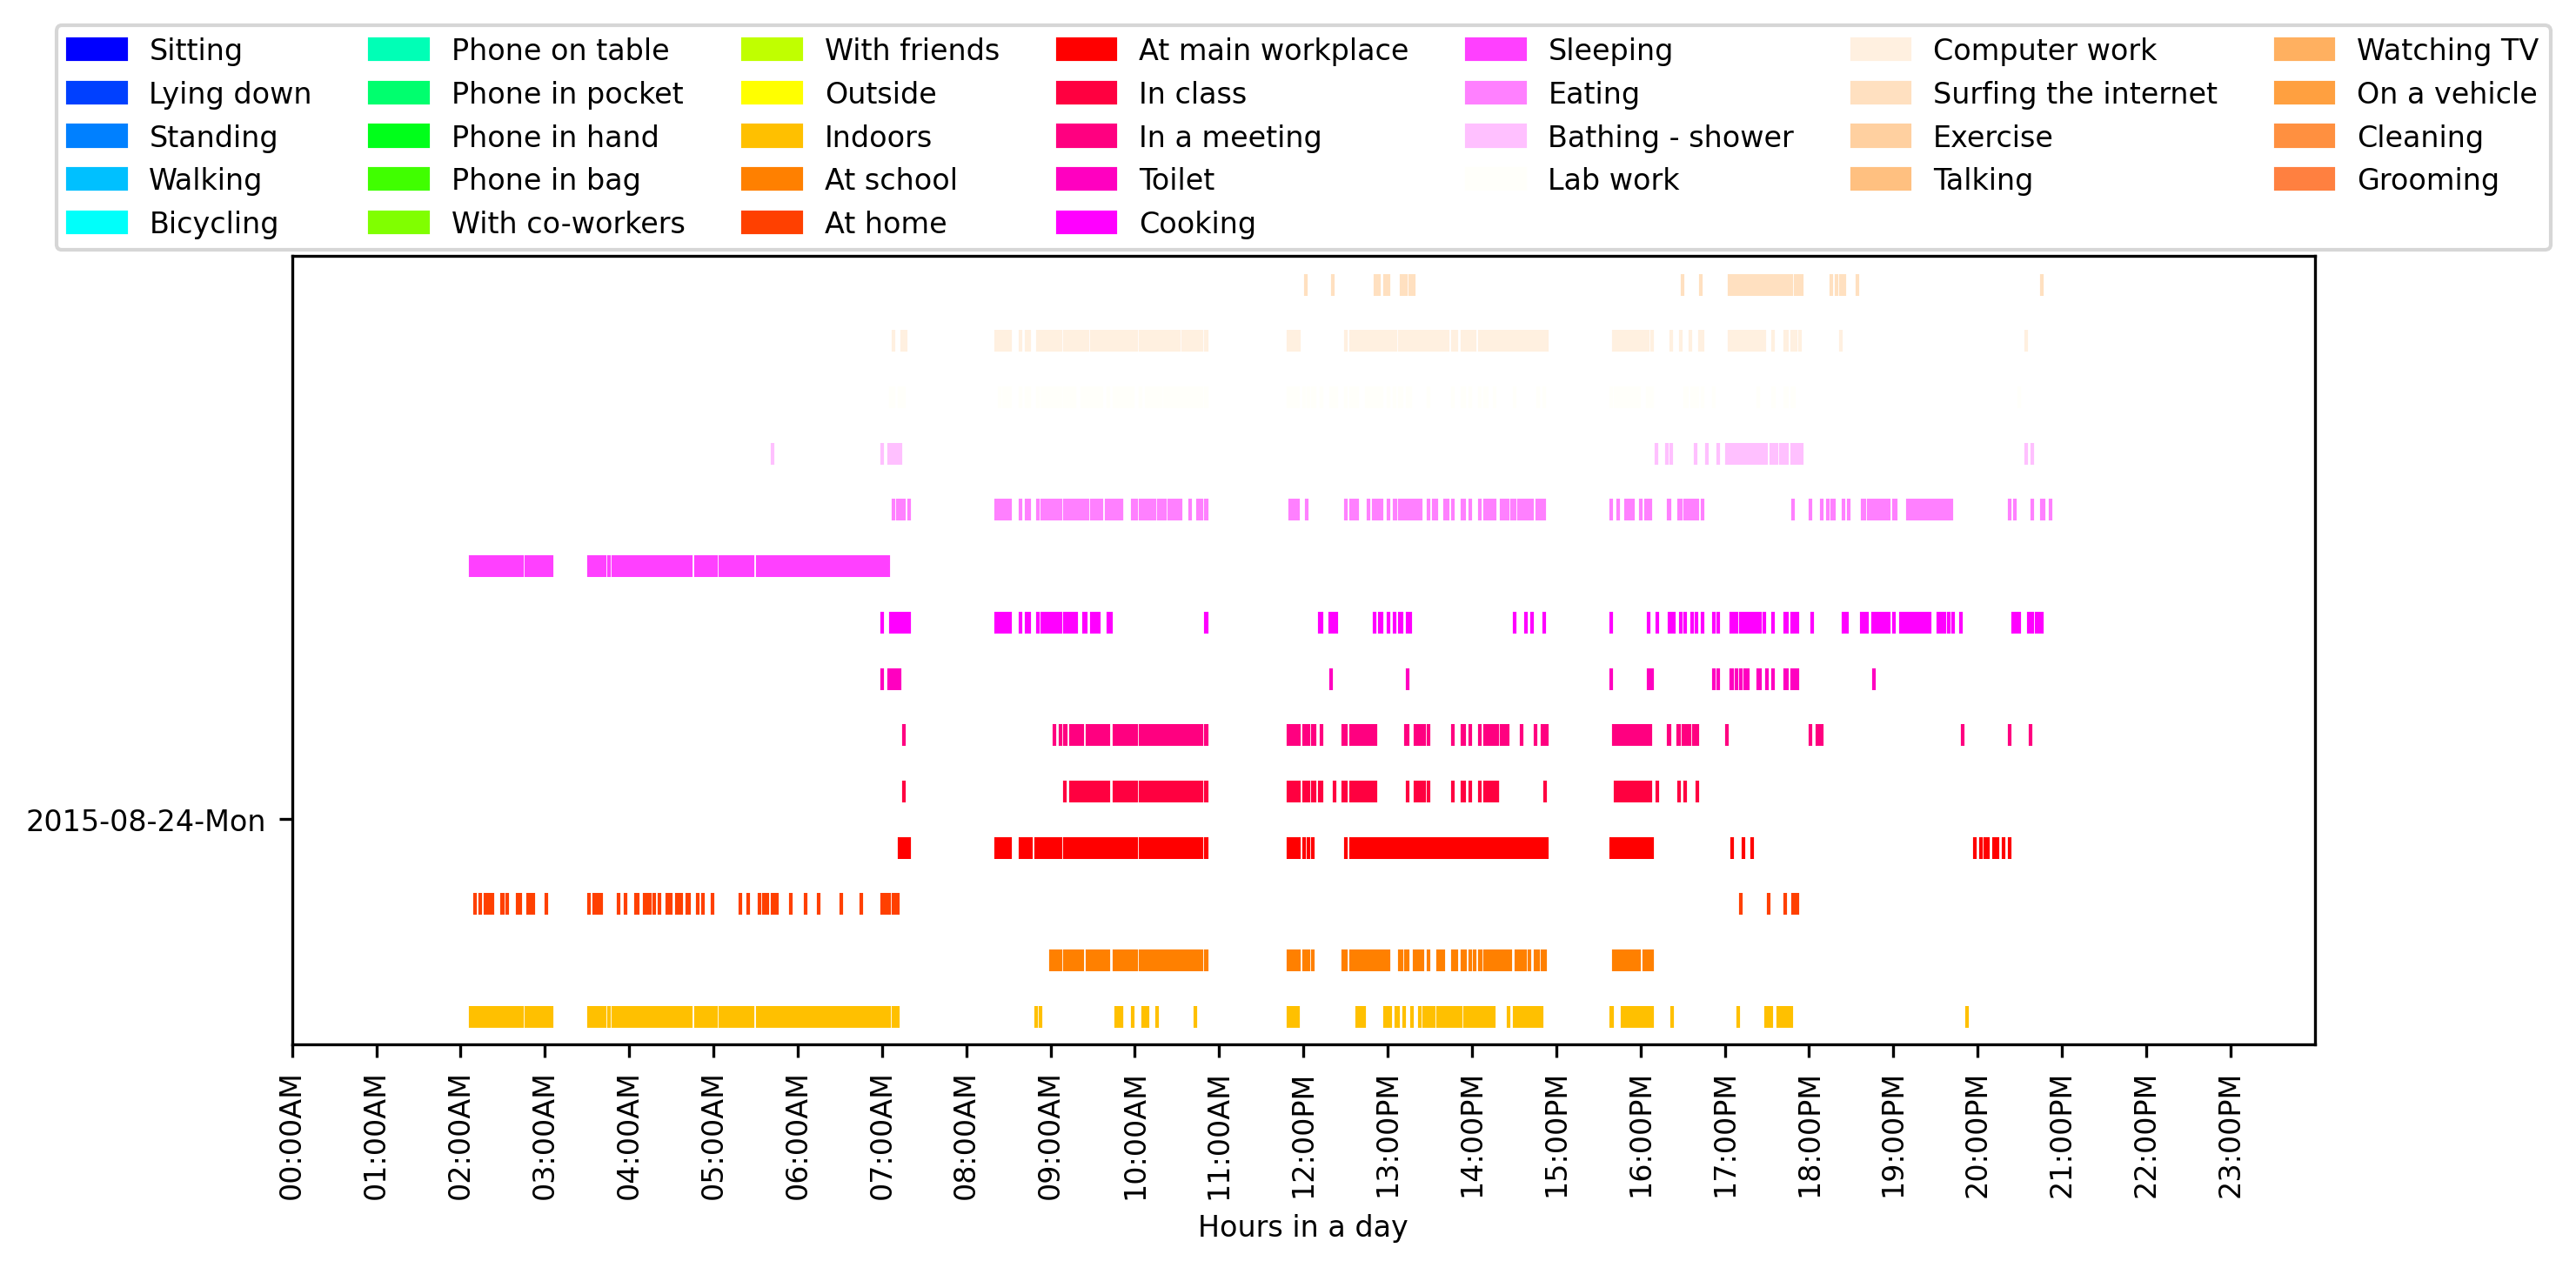 Sitting
Lying down
Standing
Walking
Bicycling
Phone on table
Phone in pocket
Phone in hand
Phone in bag
With co-workers
With friends
Outside
Indoors
At school
At home
At main workplace
In class
In a meeting
Toilet
Cooking
Sleeping
Eating
Bathing - shower
Lab work
Computer work
Surfing the internet
Exercise
Talking
Watching TV
On a vehicle
Cleaning
Grooming
2015-08-24-Mon
00:00AM
01:00AM
02:00AM
03:00AM
04:00AM
05:00AM
06:00AM
07:00AM
08:00AM
09:00AM
10:00AM
11:00AM
12:00PM
13:00PM
14:00PM
15:00PM
16:00PM
17:00PM
18:00PM
19:00PM
20:00PM
21:00PM
22:00PM
23:00PM
Hours in a day